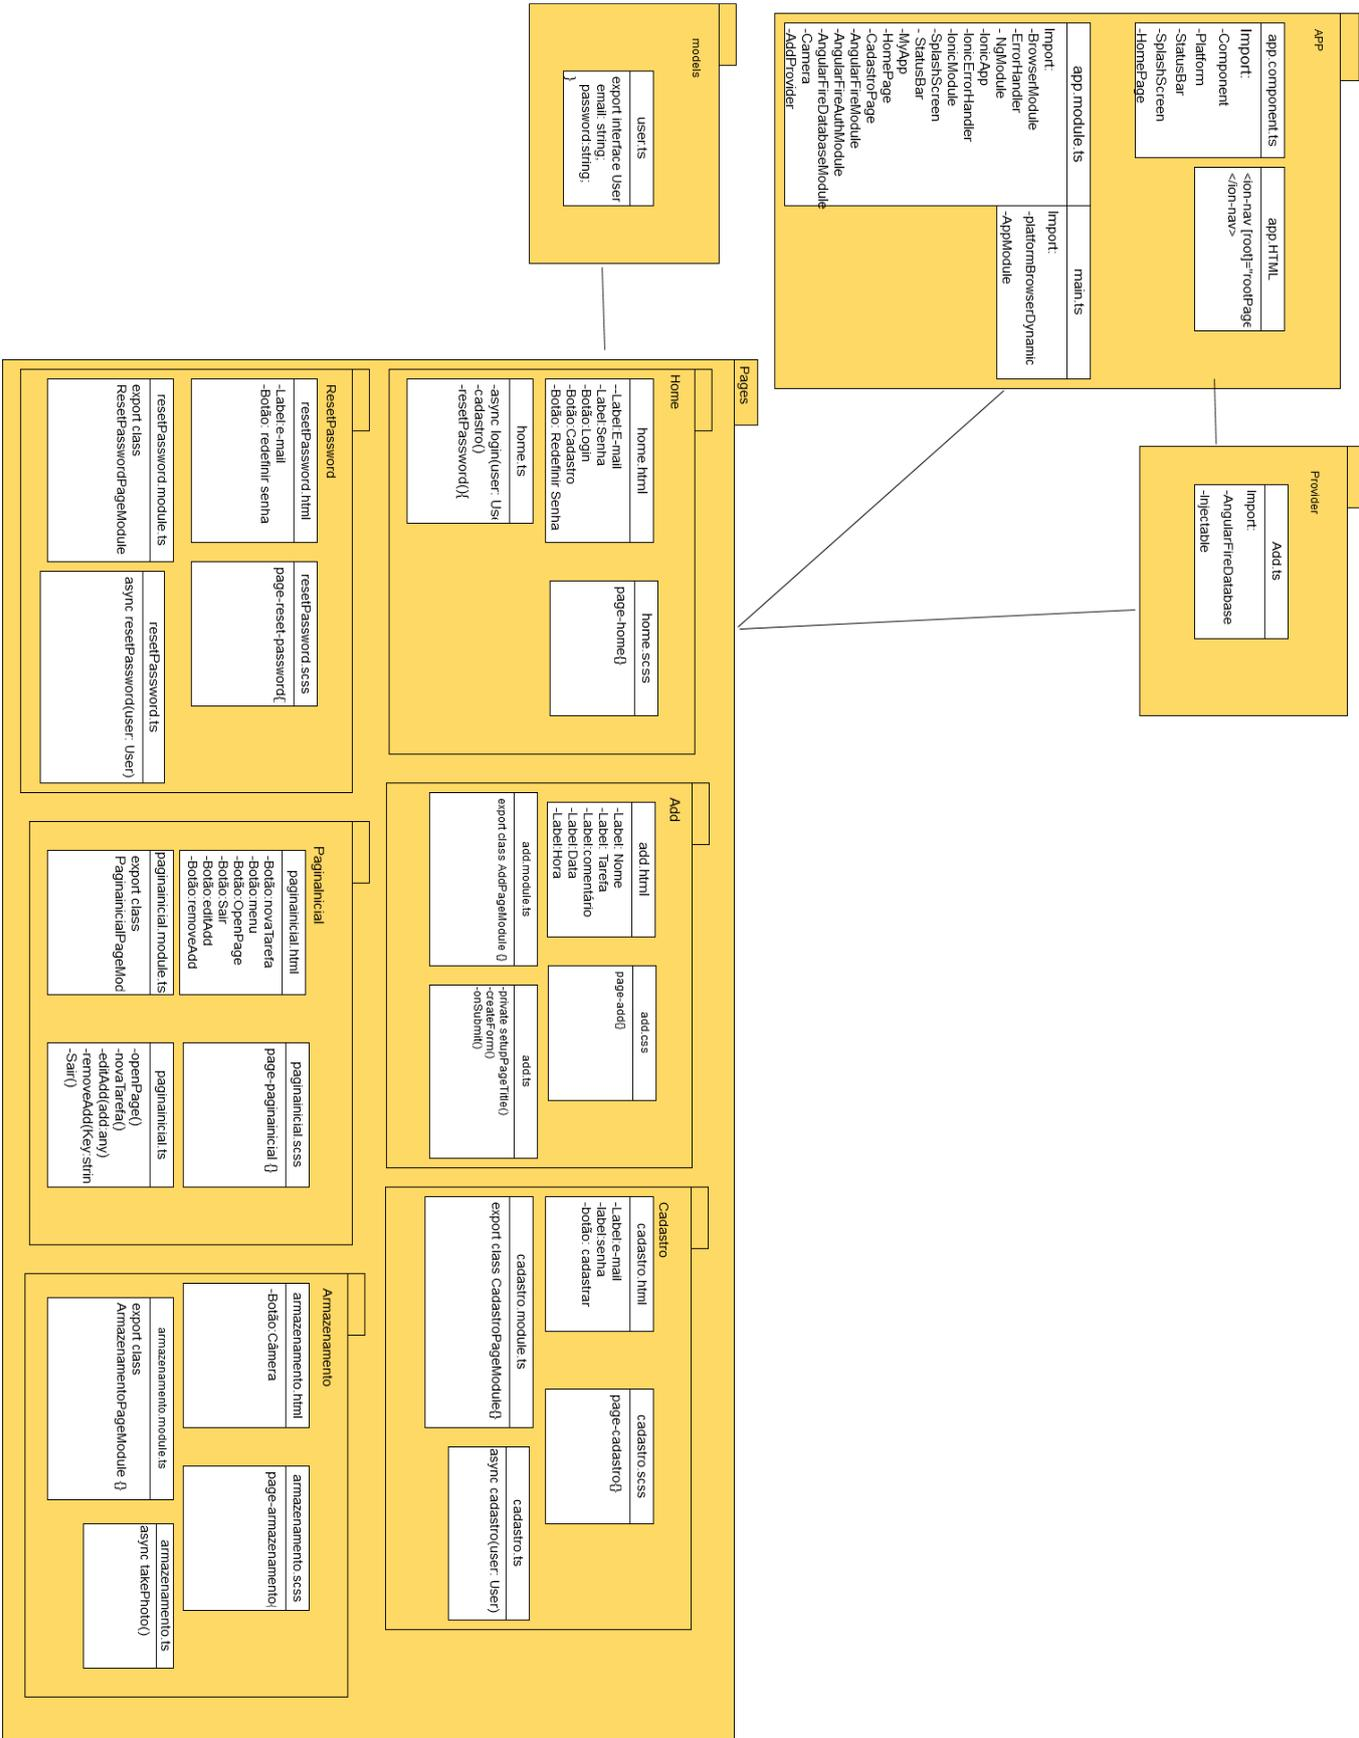 APP
app.component.ts
Import:
-Component
-Platform
-StatusBar
-SplashScreen
-HomePage
app.HTML
<ion-nav [root]="rootPage
</ion-nav>
app.module.ts
Import:
-BrowserModule
-ErrorHandler
- NgModule
-IonicApp
-IonicErrorHandler
-IonicModule
-SplashScreen
- StatusBar
-MyApp
-HomePage
-CadastroPage
-AngularFireModule
-AngularFireAuthModule
-AngularFireDatabaseModule
-Camera
-AddProvider
main.ts
Import:
-platformBrowserDynamic
-AppModule
Provider
Add.ts
Import:
-AngularFireDatabase
-Injectable
models
user.ts
export interface User
email: string;
password:string;
}
Pages
Home
home.html
--Label:E-mail
-Label:Senha
-Botão:Login
-Botão:Cadastro
-Botão: Redefinir Senha
home.scss
page-home{}
home.ts
-async login(user: Use
-cadastro()
-resetPassword(){
Add
add.html
-Label: Nome
-Label: Tarefa
-Label:comentário
-Label:Data
-Label:Hora
add.css
page-add{}
add.module.ts
export class AddPageModule {}
add.ts
-private setupPageTitle()
-createForm()
-onSubmit()
Cadastro
cadastro.html
-Label:e-mail
-label:senha
-botão: cadastrar
cadastro.scss
page-cadastro{}
cadastro.module.ts
export class CadastroPageModule{}
cadastro.ts
async cadastro(user: User)
ResetPassword
resetPassword.html
-Label:e-mail
-Botão: redefinir senha
resetPassword.scss
page-reset-password{
resetPassword.module.ts
export class
ResetPasswordPageModule
resetPassword.ts
async resetPassword(user: User)
PaginaInicial
paginainicial.html
-Botão:novaTarefa
-Botão:menu
-Botão:OpenPage
-Botão:Sair
-Botão:editAdd
-Botão:removeAdd
paginainicial.scss
page-paginainicial {}
paginainicial.module.ts
export class
PaginainicialPageMod
paginainicial.ts
-openPage()
-novaTarefa()
-editAdd(add:any)
-removeAdd(Key:strin
-Sair()
Armazenamento
armazenamento.html
-Botão:Câmera
armazenamento.scss
page-armazenamento{
armazenamento.module.ts
export class
ArmazenamentoPageModule {}
armazenamento.ts
async takePhoto()